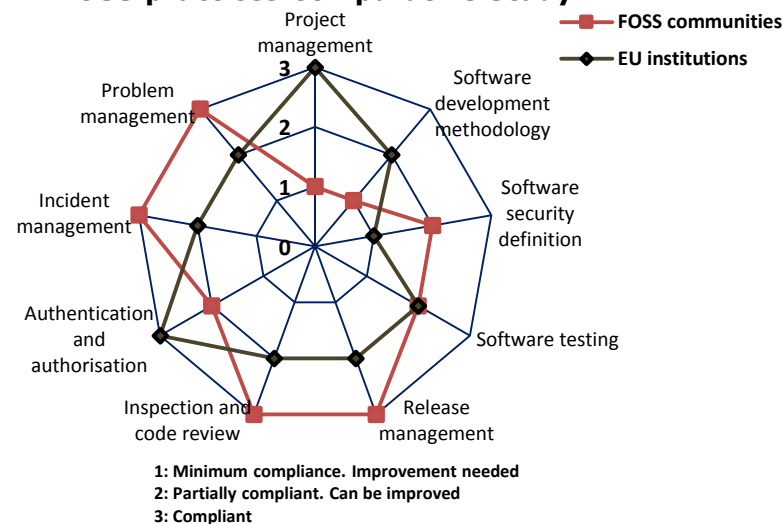 Project
management
FOSS communities
EU institutions
3
2
1
0
Software
development
methodology
Software
security
definition
Software testing
Release
management
Inspection and
code review
Authentication
and
authorisation
Incident
management
Problem
management
1: Minimum compliance. Improvement needed
2: Partially compliant. Can be improved
3: Compliant